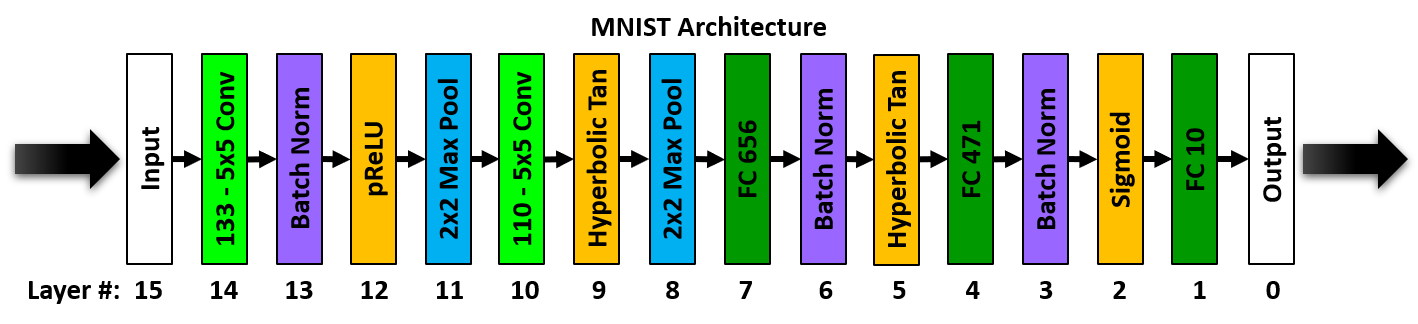 MNIST Architecture
Input
133 - 5x5 Conv
Batch Norm
pReLU
2x2 Max Pool
110 - 5x5 Conv
Hyperbolic Tan
2x2 Max Pool
FC 656
Batch Norm
Hyperbolic Tan
FC 471
Batch Norm
Sigmoid
FC 10
Output
Layer #: 15 14 13 12 11 10 9 8 7 6 5 4 3 2 1 0